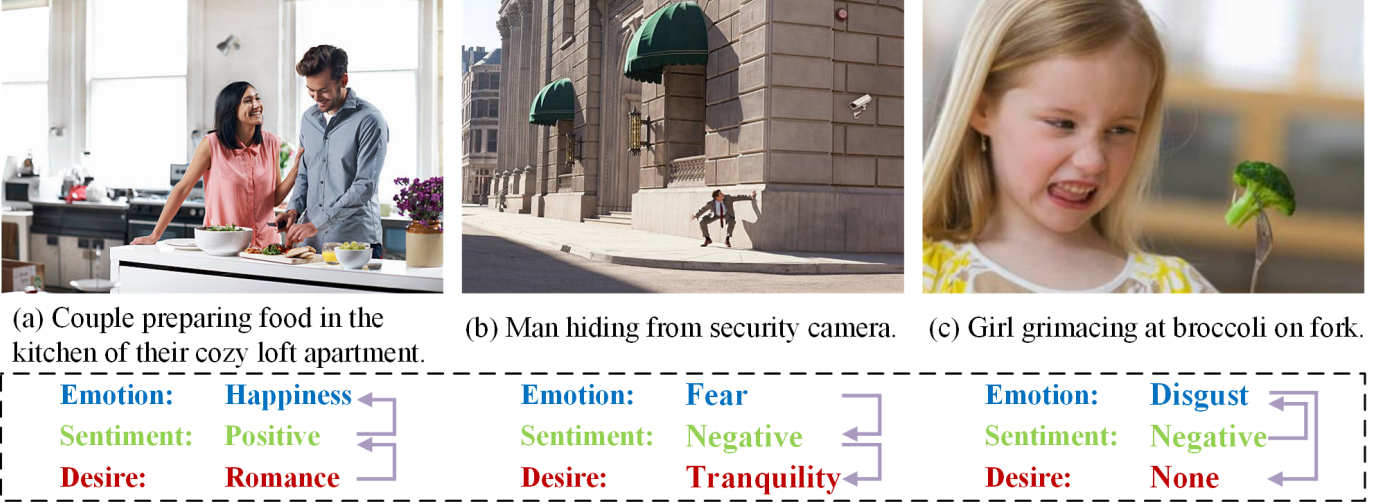 (a) Couple preparing food in the
kitchen of their cozy loft apartment.
(b) Man hiding from security camera.
(c) Girl grimacing at broccoli on fork.
Emotion: Happiness
Sentiment: Positive
Desire: Romance
Emotion: Fear
Sentiment: Negative
Desire: Tranquility
Emotion: Disgust
Sentiment: Negative
Desire: None